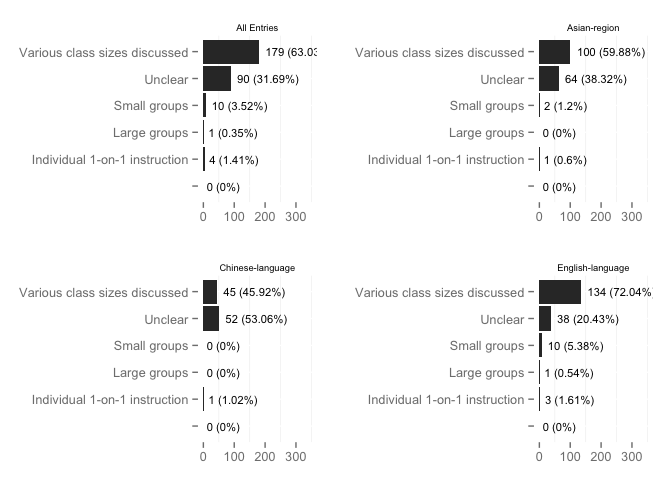 All Entries
Various class sizes discussed 179 (63.03
Unclear 90 (31.69%)
Small groups 10 (3.52%)
Large groups 1 (0.35%)
Individual 1-on-1 instruction 4 (1.41%)
0 (0%)
0 100 200 300
Asian-region
Various class sizes discussed 100 (59.88%)
Unclear 64 (38.32%)
Small groups 2 (1.2%)
Large groups 0 (0%)
Individual 1-on-1 instruction 1 (0.6%)
0 (0%)
0 100 200 300
Chinese-language
Various class sizes discussed 45 (45.92%)
Unclear 52 (53.06%)
Small groups 0 (0%)
Large groups 0 (0%)
Individual 1-on-1 instruction 1 (1.02%)
0 (0%)
0 100 200 300
English-language
Various class sizes discussed 134 (72.04%
Unclear 38 (20.43%)
Small groups 10 (5.38%)
Large groups 1 (0.54%)
Individual 1-on-1 instruction 3 (1.61%)
0 (0%)
0 100 200 300